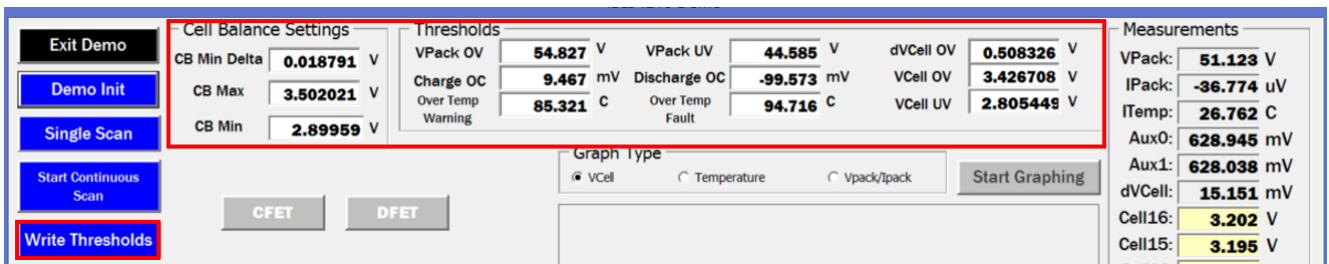 Exit Demo
Demo Init
Single Scan
Start Continuous
Scan
Write Thresholds
Cell Balance Settings
CB Min Delta 0.018791 V
CB Max 3.502021 V
CB Min 2.89959 V
Thresholds
VPack OV 54.827 V VPack UV 44.585 V dVCell OV 0.508326 V
Charge OC 9.467 mV Discharge OC -99.573 mV VCell OV 3.426708 V
Over Temp
Warning
85.321 C
Over Temp
Fault
94.716 C
VCell UV 2.805449 V
Graph Type
VCell Temperature Vpack/Ipack
Start Graphing
CFET DFET
Measurements
VPack: 51.123 V
IPack: -36.774 uV
ITemp: 26.762 C
Aux0: 628.945 mV
Aux1: 628.038 mV
dVCell: 15.151 mV
Cell16: 3.202 V
Cell15: 3.195 V